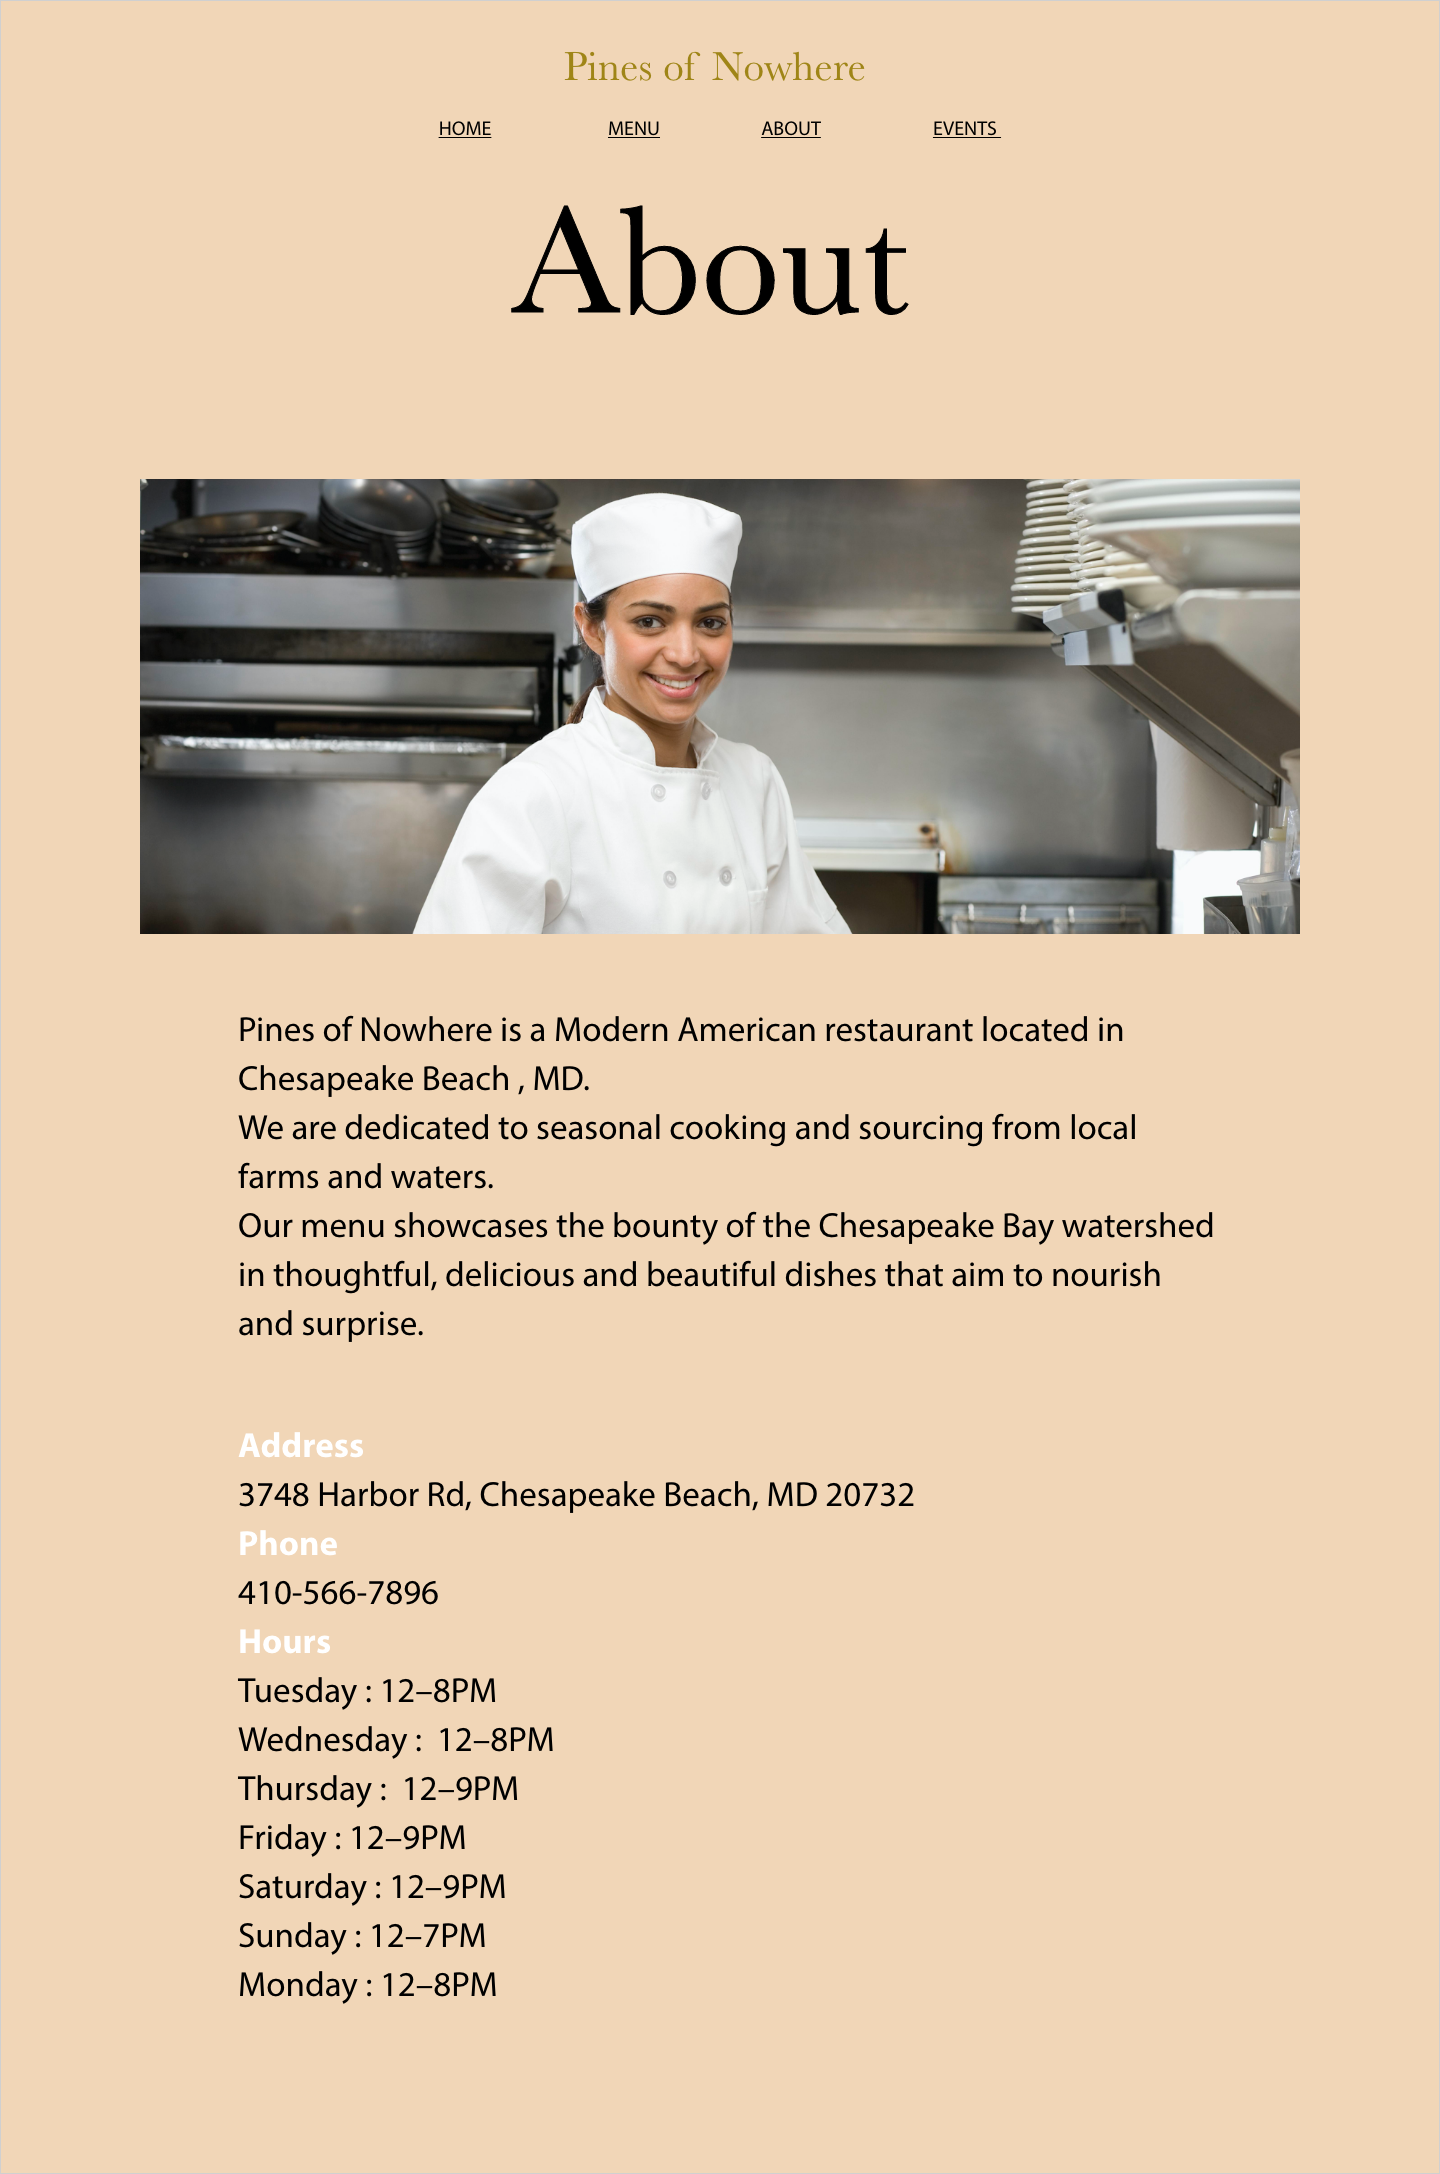 Pines of Nowhere
HOME MENU ABOUT EVENTS
About
Pines of Nowhere is a Modern American restaurant located in
Chesapeake Beach , MD.
We are dedicated to seasonal cooking and sourcing from local
farms and waters.
Our menu showcases the bounty of the Chesapeake Bay watershed
in thoughtful, delicious and beautiful dishes that aim to nourish
and surprise.
Address
3748 Harbor Rd, Chesapeake Beach, MD 20732
Phone
410-566-7896
Hours
Tuesday : 12–8PM
Wednesday :  12–8PM
Thursday :  12–9PM
Friday : 12–9PM
Saturday : 12–9PM
Sunday : 12–7PM
Monday : 12–8PM